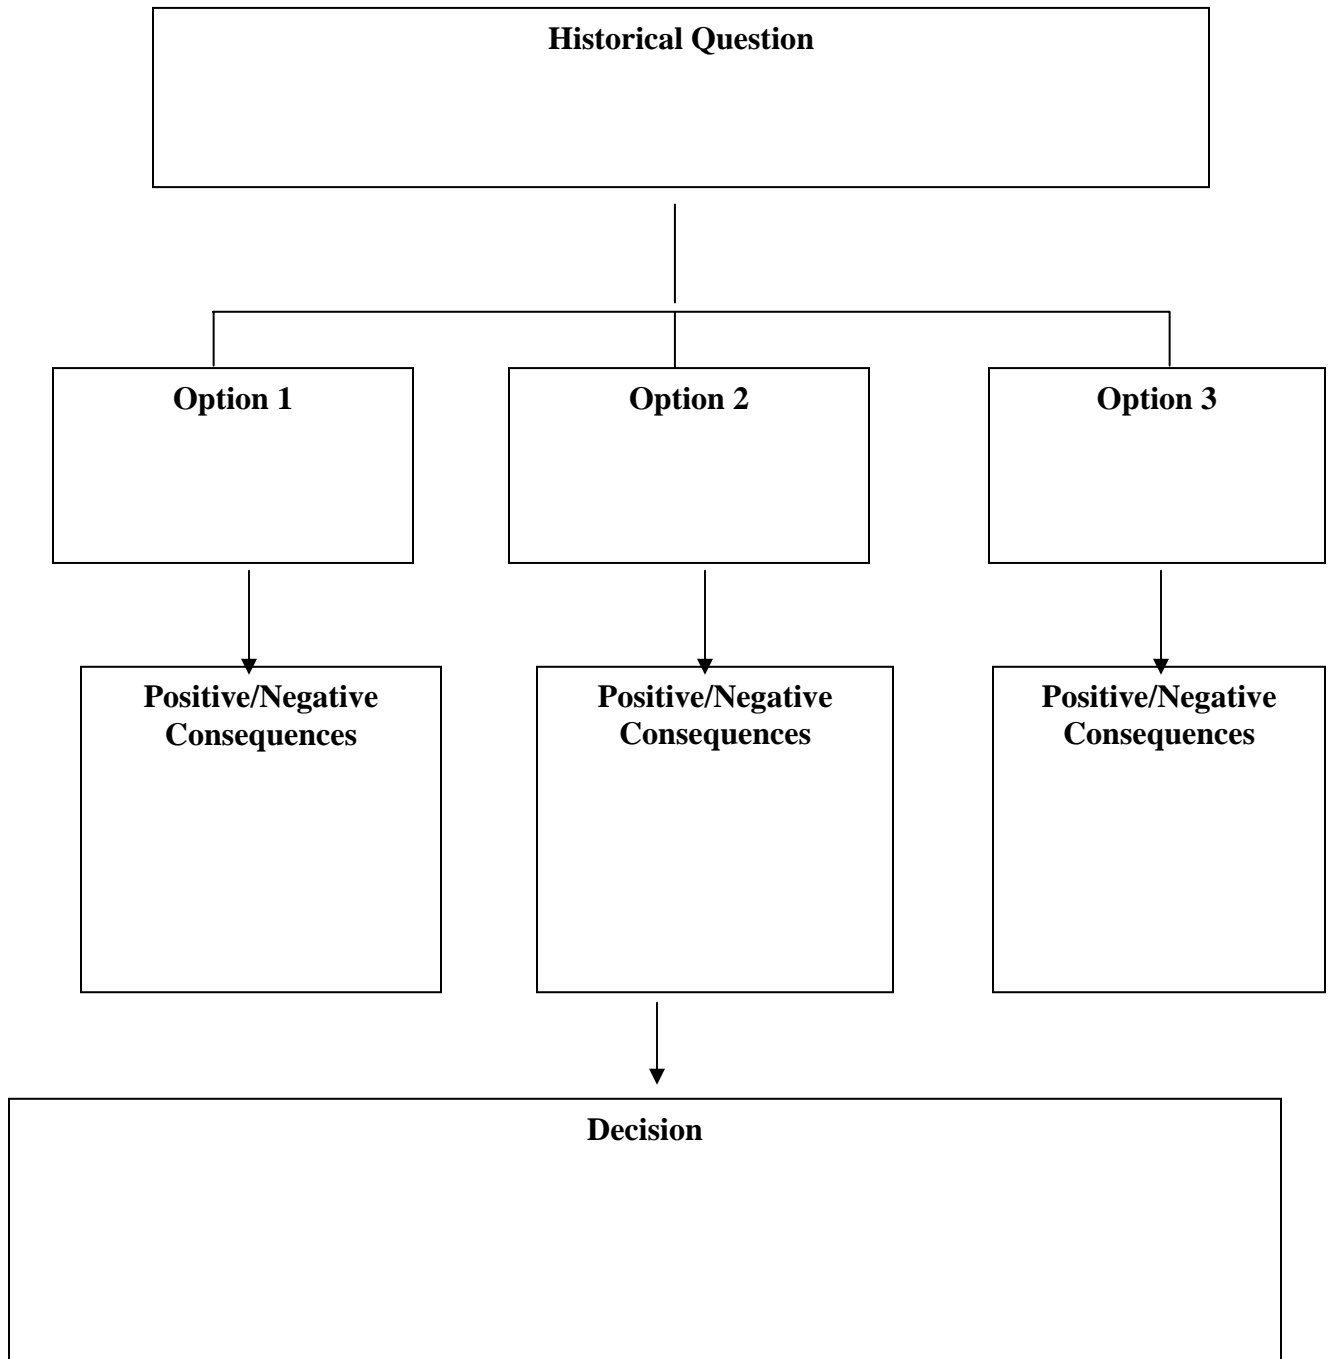 Historical Question
Option 1
Option 2
Option 3
Positive/Negative
Consequences
Positive/Negative
Consequences
Positive/Negative
Consequences
Decision